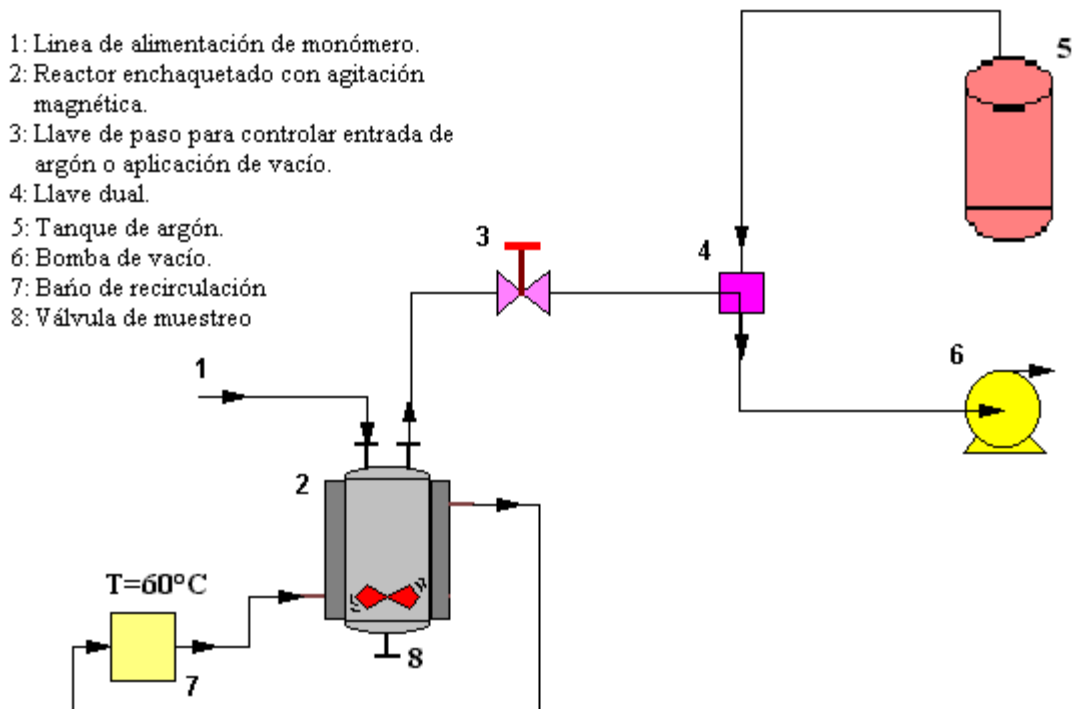 1: Linea de alimentación de monómero.
2: Reactor enchaquetado con agitación
magnética.
3: Llave de paso para controlar entrada de
argón o aplicación de vacío.
4: Llave dual.
5: Tanque de argón.
6: Bomba de vacío.
7: Baño de recirculación
8: Válvula de muestreo
5
3
4
6
1
2
T=60°C
8
7